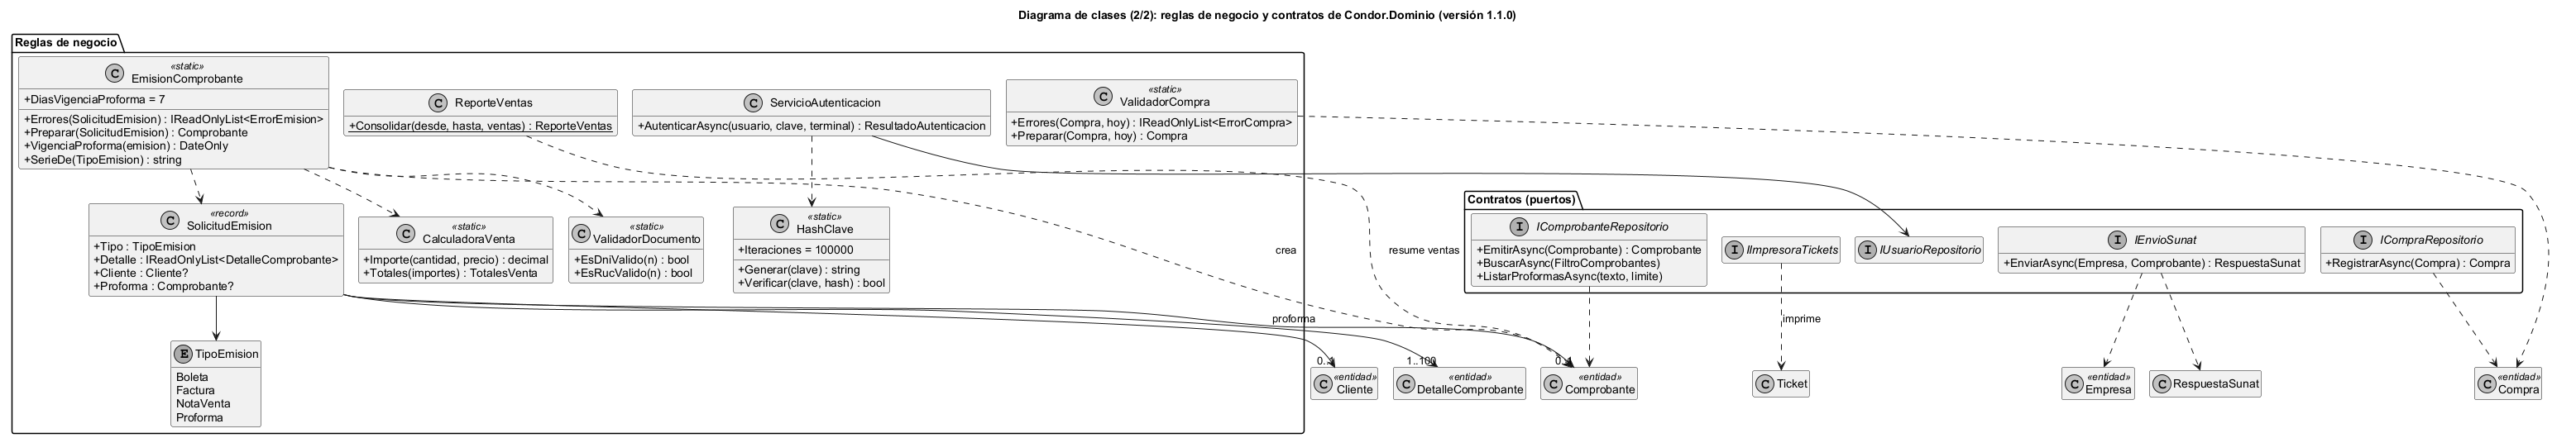 Diagrama de clases (2/2): reglas de negocio y contratos de Condor.Dominio (versión 1.1.0)
Reglas de negocio
C
«static»
EmisionComprobante
+DiasVigenciaProforma = 7
+Errores(SolicitudEmision) : IReadOnlyList<ErrorEmision>
+Preparar(SolicitudEmision) : Comprobante
+VigenciaProforma(emision) : DateOnly
+SerieDe(TipoEmision) : string
C
ReporteVentas
+Consolidar(desde, hasta, ventas) : ReporteVentas
C
ServicioAutenticacion
+AutenticarAsync(usuario, clave, terminal) : ResultadoAutenticacion
C
«static»
ValidadorCompra
+Errores(Compra, hoy) : IReadOnlyList<ErrorCompra>
+Preparar(Compra, hoy) : Compra
C
«record»
SolicitudEmision
+Tipo : TipoEmision
+Detalle : IReadOnlyList<DetalleComprobante>
+Cliente : Cliente?
+Proforma : Comprobante?
C
«static»
CalculadoraVenta
+Importe(cantidad, precio) : decimal
+Totales(importes) : TotalesVenta
C
«static»
ValidadorDocumento
+EsDniValido(n) : bool
+EsRucValido(n) : bool
C
«static»
HashClave
+Iteraciones = 100000
+Generar(clave) : string
+Verificar(clave, hash) : bool
crea
resume ventas
Contratos (puertos)
I
IComprobanteRepositorio
+EmitirAsync(Comprobante) : Comprobante
+BuscarAsync(FiltroComprobantes)
+ListarProformasAsync(texto, limite)
I
IImpresoraTickets
I
IUsuarioRepositorio
I
IEnvioSunat
+EnviarAsync(Empresa, Comprobante) : RespuestaSunat
I
ICompraRepositorio
+RegistrarAsync(Compra) : Compra
proforma
imprime
E
TipoEmision
Boleta
Factura
NotaVenta
Proforma
0..1
1..100
0..1
C
«entidad»
Cliente
C
«entidad»
DetalleComprobante
C
«entidad»
Comprobante
C
Ticket
C
«entidad»
Empresa
C
RespuestaSunat
C
«entidad»
Compra